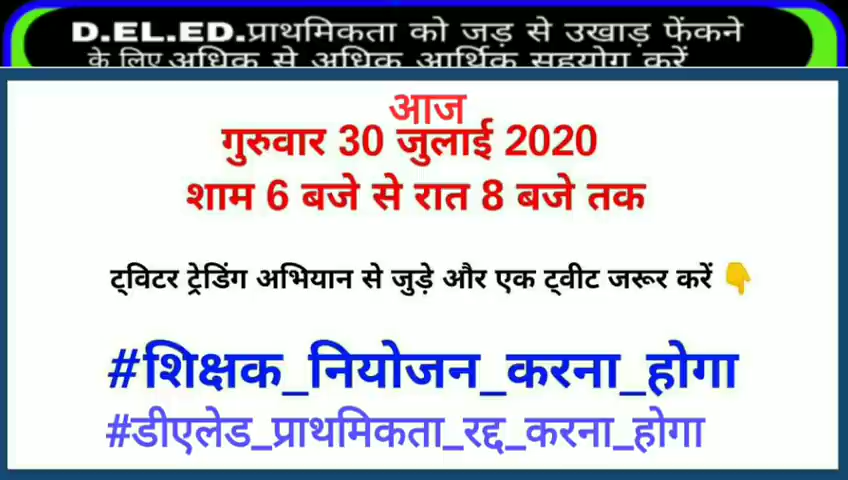 D.EL.ED.प्राथमिकता को जड़ से उखाड़ फेंकने
के लिए अधिक से अधिक आर्थिक सहयोग करें
आज
गुरुवार 30 जुलाई 2020
शाम 6 बजे से रात 8 बजे तक
ट्विटर ट्रेडिंग अभियान से जुड़े और एक ट्वीट जरूर करें 👇
#शिक्षक_नियोजन_करना_होगा
#डीएलेड_प्राथमिकता_रद्द_करना_होगा